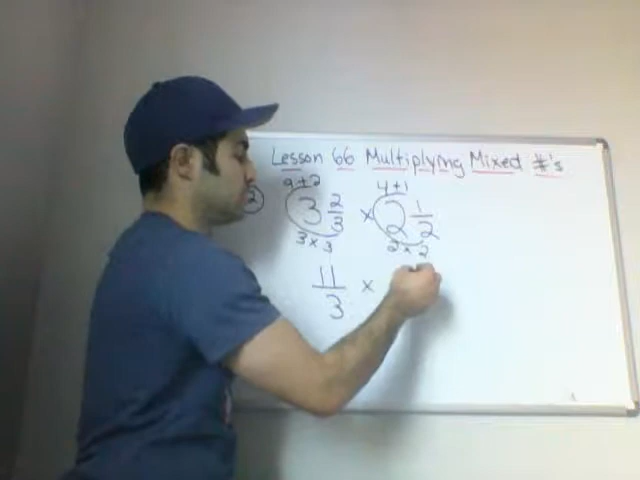 Lesson 66 Multiplying Mixed #'s
9+2 4+1
2 3 2/3 x 2 1/2
3 x 3 2 x 2
11/3 x